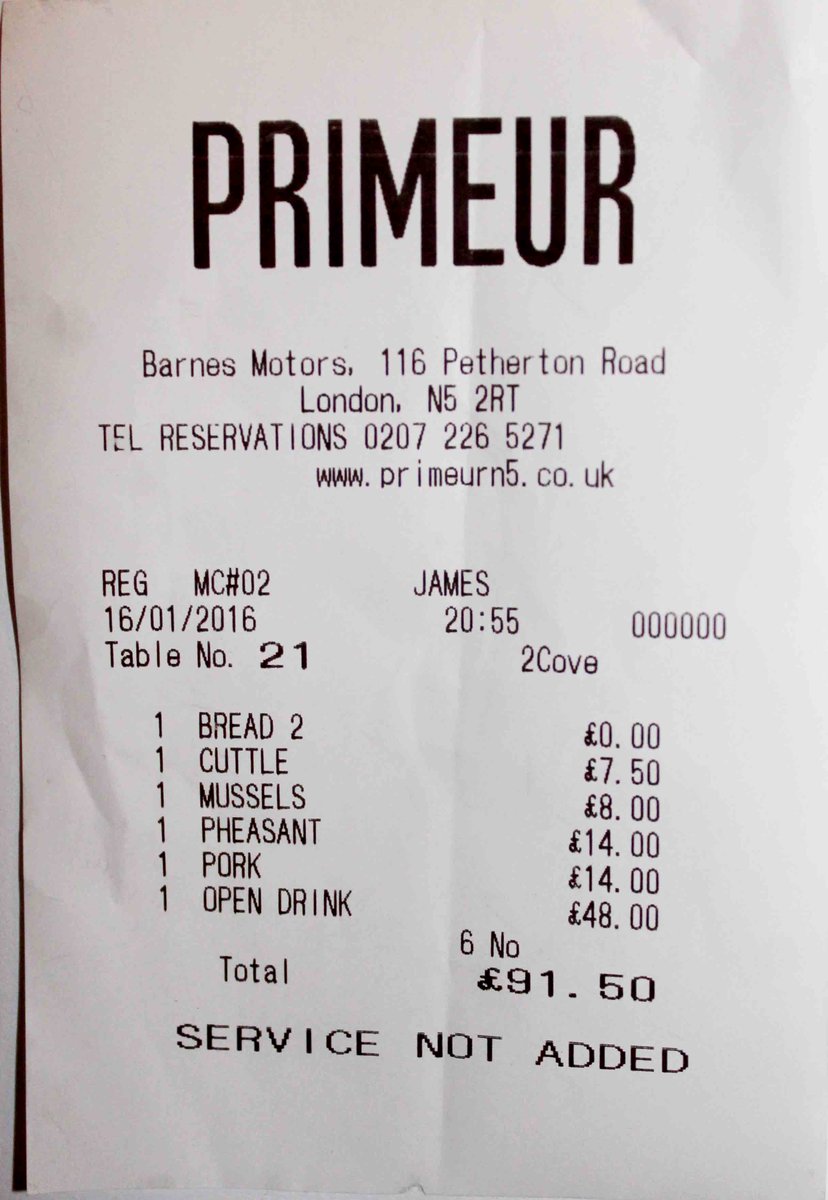 PRIMEUR
Barnes Motors, 116 Petherton Road
London, N5 2RT
TEL RESERVATIONS 0207 226 5271
www.primeurn5.co.uk
REG MC#02 JAMES
16/01/2016 20:55 000000
Table No. 21 2Cove
1 BREAD 2 £0.00
1 CUTTLE £7.50
1 MUSSELS £8.00
1 PHEASANT £14.00
1 PORK £14.00
1 OPEN DRINK £48.00
6 No
Total £91.50
SERVICE NOT ADDED